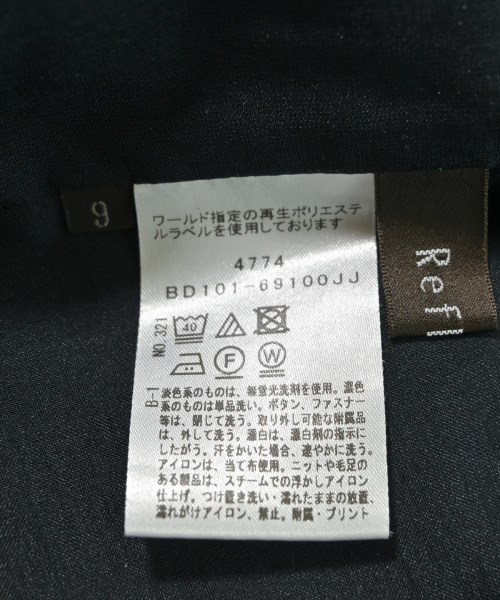 9
ワールド指定の再生ポリエステ
ルラベルを使用しております
4774
BD101-69100JJ
NO.321
40
F
W
B-1
淡色系のものは、無蛍光洗剤を使用。濃色
系のものは単品洗い。ボタン、ファスナー
等は、閉じて洗う。取り外し可能な附属品
は、外して洗う。漂白は、漂白剤の指示に
したがう。汗をかいた場合、速やかに洗う。
アイロンは、当て布使用。ニットや毛足の
ある製品は、スチームでの浮かしアイロン
仕上げ。つけ置き洗い・濡れたままの放置、
濡れがけアイロン、禁止。附属・プリント
Ref